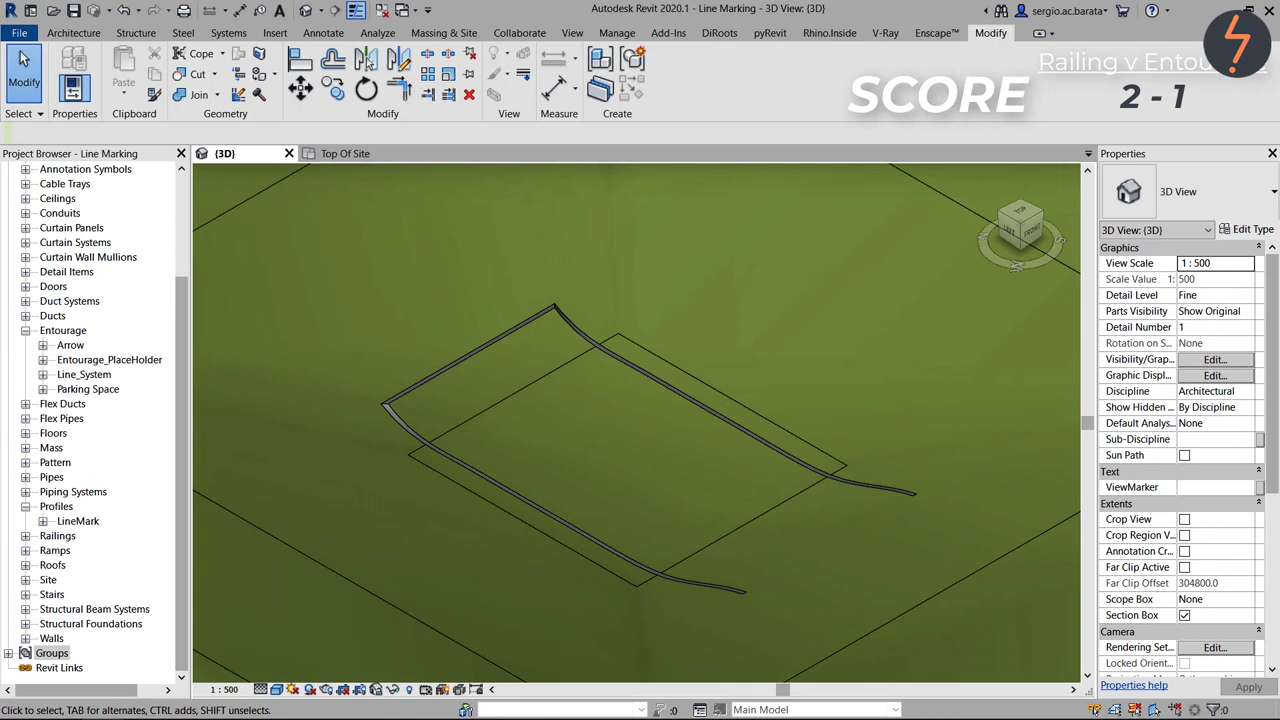 Autodesk Revit 2020.1 - Line Marking - 3D View: {3D}
sergio.ac.barata
File
Architecture
Structure
Steel
Systems
Insert
Annotate
Analyze
Massing & Site
Collaborate
View
Manage
Add-Ins
DiRoots
pyRevit
Rhino.Inside
V-Ray
Enscape™
Modify
Railing v Entou
SCORE
2 - 1
Modify
Paste
Cope
Cut
Join
Select
Properties
Clipboard
Geometry
Modify
View
Measure
Create
Project Browser - Line Marking
{3D}
Top Of Site
Properties
Annotation Symbols
Cable Trays
Ceilings
Conduits
Curtain Panels
Curtain Systems
Curtain Wall Mullions
Detail Items
Doors
Duct Systems
Ducts
Entourage
Arrow
Entourage_PlaceHolder
Line_System
Parking Space
Flex Ducts
Flex Pipes
Floors
Mass
Pattern
Pipes
Piping Systems
Profiles
LineMark
Railings
Ramps
Roofs
Site
Stairs
Structural Beam Systems
Structural Foundations
Walls
Groups
Revit Links
TOP
FRONT
3D View
3D View: {3D}
Edit Type
Graphics
View Scale 1 : 500
Scale Value 1: 500
Detail Level Fine
Parts Visibility Show Original
Detail Number 1
Rotation on S... None
Visibility/Grap... Edit...
Graphic Displ... Edit...
Discipline Architectural
Show Hidden ... By Discipline
Default Analys... None
Sub-Discipline
Sun Path
Text
ViewMarker
Extents
Crop View
Crop Region V...
Annotation Cr...
Far Clip Active
Far Clip Offset 304800.0
Scope Box None
Section Box
Camera
Rendering Set... Edit...
Locked Orient...
Properties help
Apply
1 : 500
Click to select, TAB for alternates, CTRL adds, SHIFT unselects.
:0
Main Model
:0